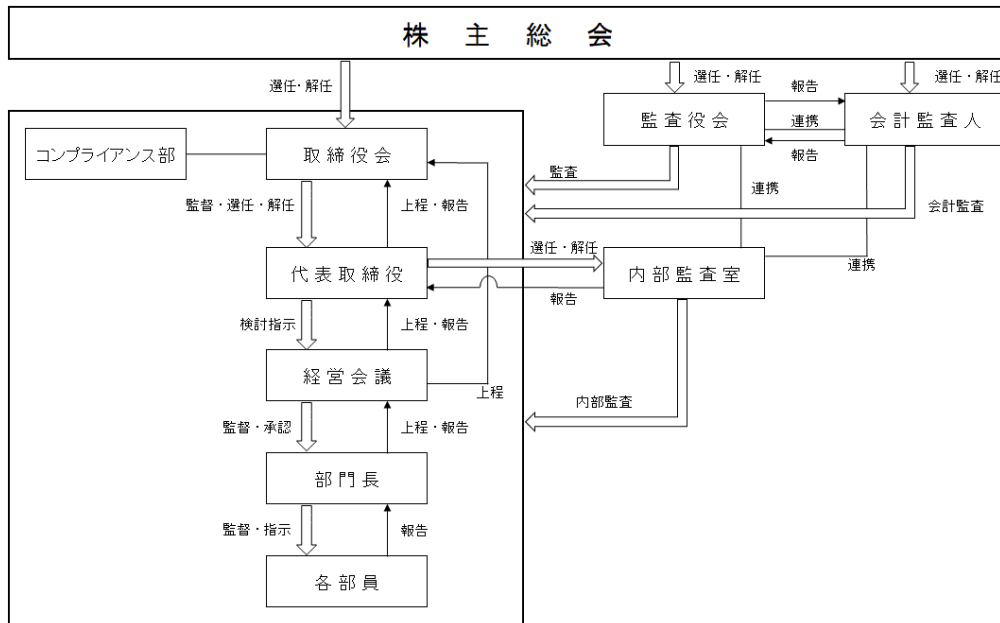 株主総会
選任・解任
選任・解任
選任・解任
監査役会
報告
連携
報告
会計監査人
コンプライアンス部
取締役会
監査
連携
会計監査
監督・選任・解任
上程・報告
選任・解任
代表取締役
内部監査室
連携
報告
検討指示
上程・報告
経営会議
上程
内部監査
監督・承認
上程・報告
部門長
監督・指示
報告
各部員